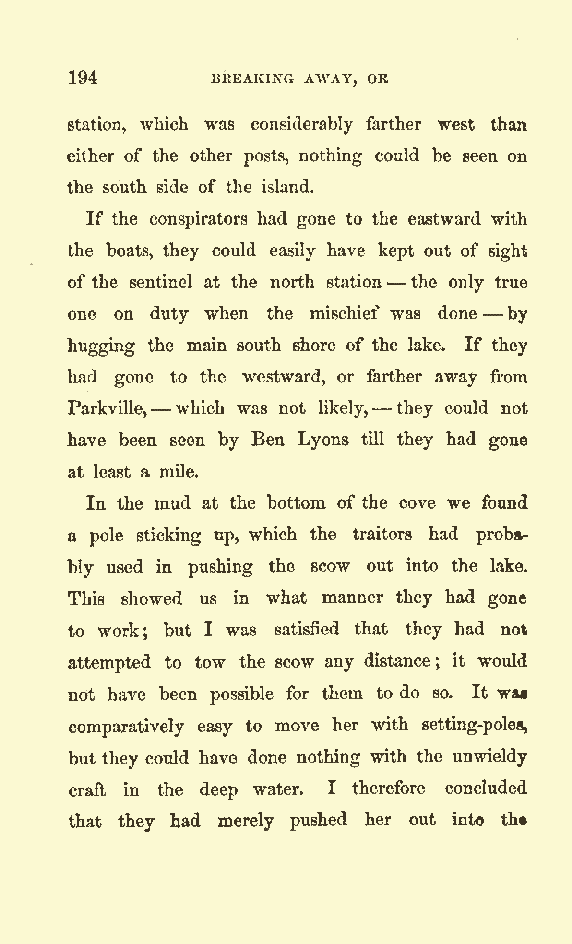 194 BREAKING AWAY, OR
station, which was considerably farther west than
either of the other posts, nothing could be seen on
the south side of the island.
If the conspirators had gone to the eastward with
the boats, they could easily have kept out of sight
of the sentinel at the north station — the only true
one on duty when the mischief was done — by
hugging the main south shore of the lake. If they
had gone to the westward, or farther away from
Parkville, — which was not likely, — they could not
have been seen by Ben Lyons till they had gone
at least a mile.
In the mud at the bottom of the cove we found
a pole sticking up, which the traitors had proba-
bly used in pushing the scow out into the lake.
This showed us in what manner they had gone
to work; but I was satisfied that they had not
attempted to tow the scow any distance; it would
not have been possible for them to do so. It was
comparatively easy to move her with setting-poles,
but they could have done nothing with the unwieldy
craft in the deep water. I therefore concluded
that they had merely pushed her out into the